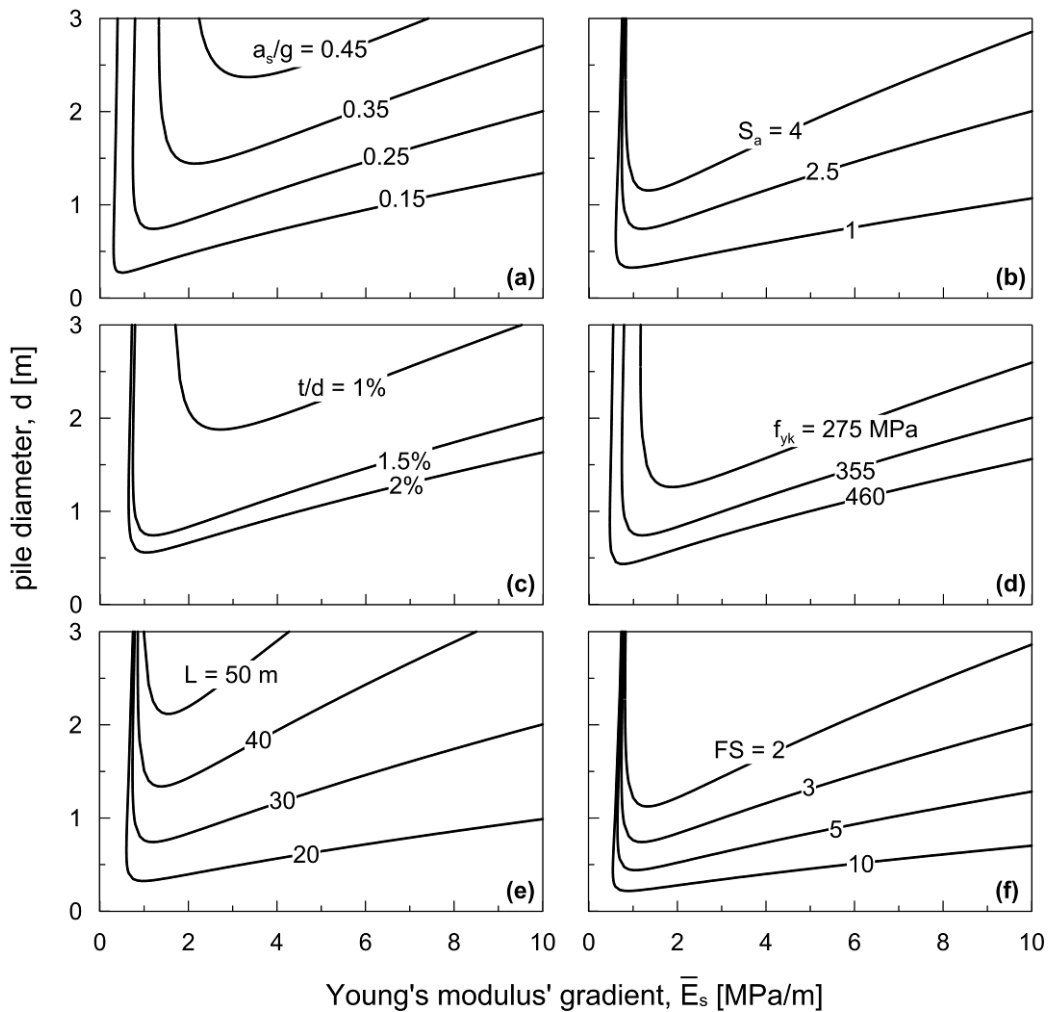 3
2
1
0
a_s/g = 0.45
0.35
0.25
0.15
(a)
S_a = 4
2.5
1
(b)
3
2
1
0
t/d = 1%
1.5%
2%
(c)
f_yk = 275 MPa
355
460
(d)
3
2
1
0
L = 50 m
40
30
20
(e)
FS = 2
3
5
10
(f)
0 2 4 6 8 10
0 2 4 6 8 10
pile diameter, d [m]
Young's modulus' gradient, E̅_s [MPa/m]